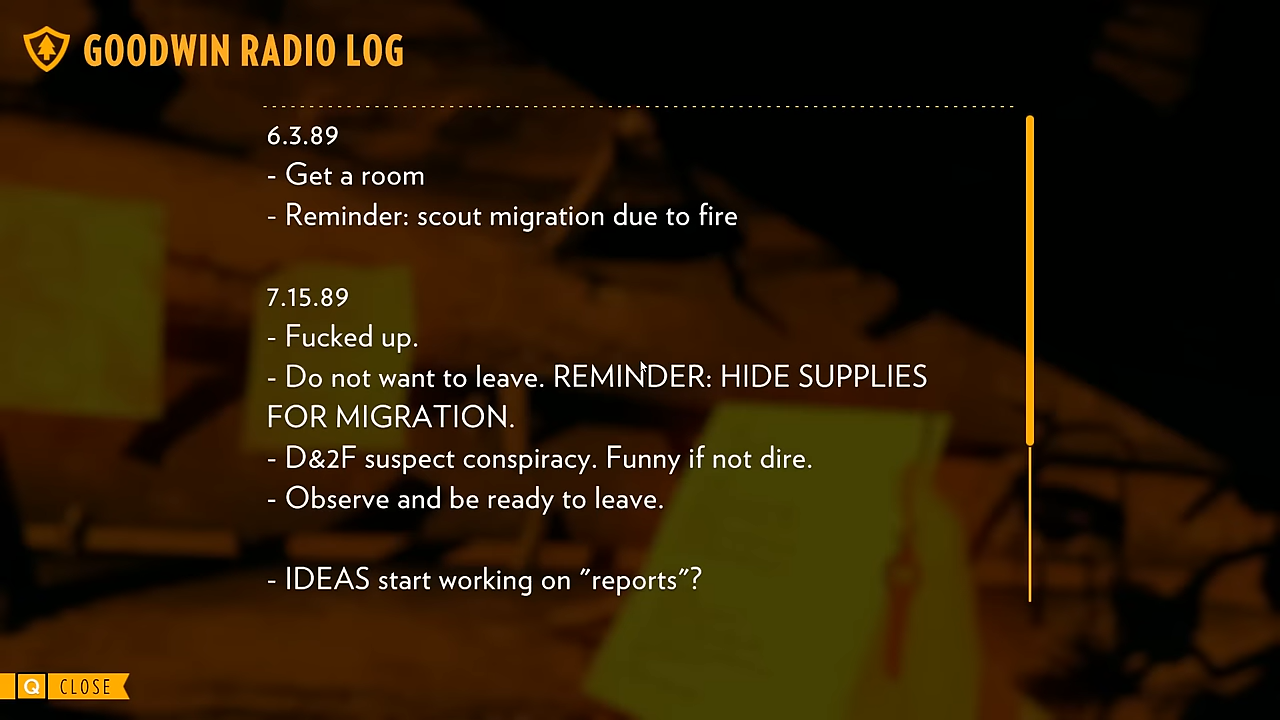 GOODWIN RADIO LOG
6.3.89
- Get a room
- Reminder: scout migration due to fire
7.15.89
- Fucked up.
- Do not want to leave. REMINDER: HIDE SUPPLIES
FOR MIGRATION.
- D&2F suspect conspiracy. Funny if not dire.
- Observe and be ready to leave.
- IDEAS start working on "reports"?
Q CLOSE